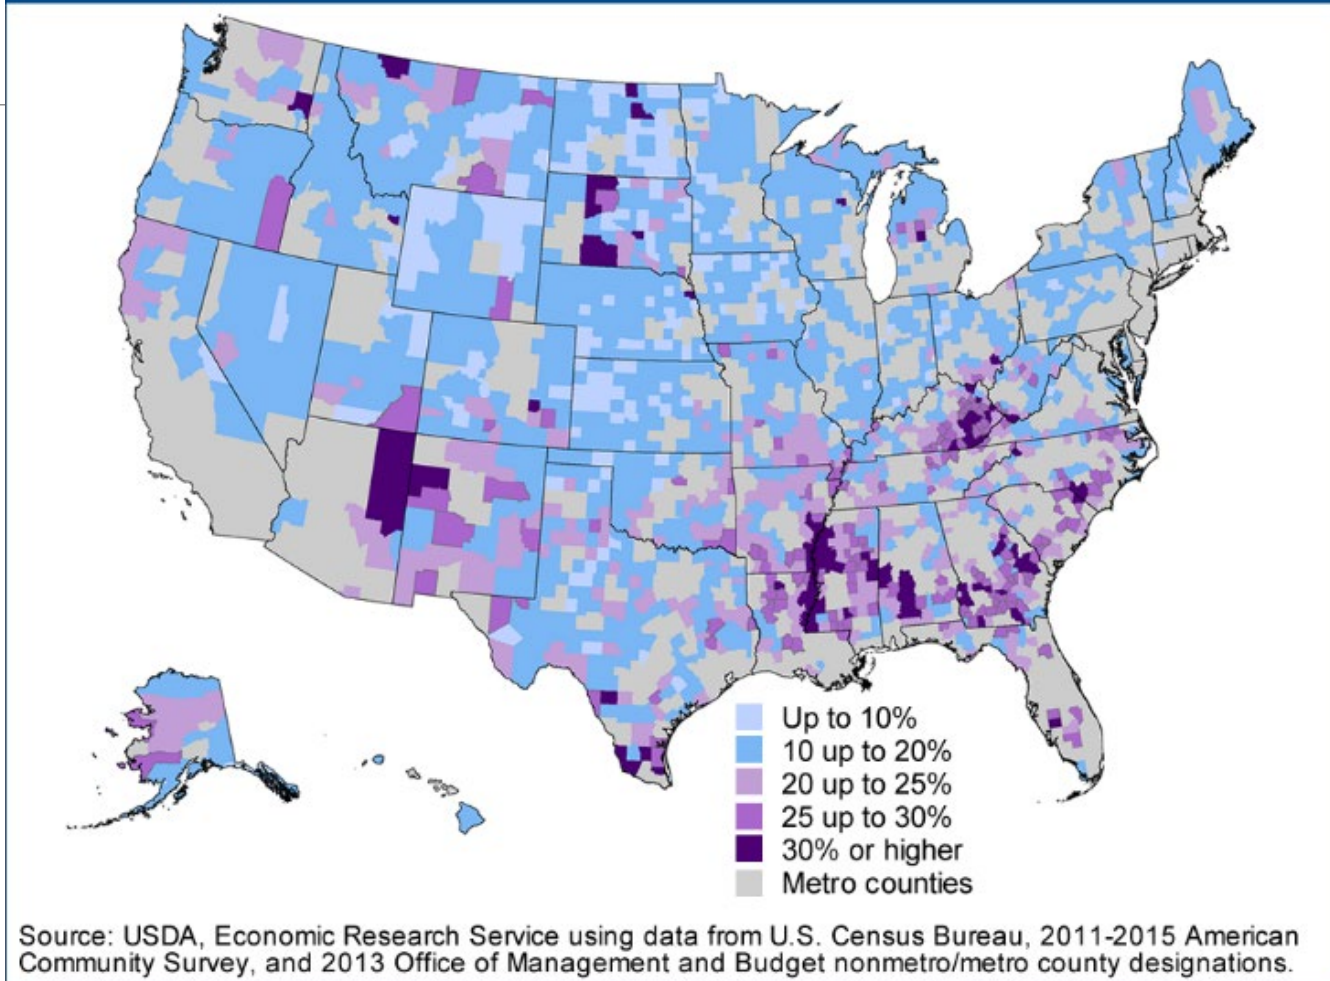 Up to 10%
10 up to 20%
20 up to 25%
25 up to 30%
30% or higher
Metro counties
Source: USDA, Economic Research Service using data from U.S. Census Bureau, 2011-2015 American
Community Survey, and 2013 Office of Management and Budget nonmetro/metro county designations.